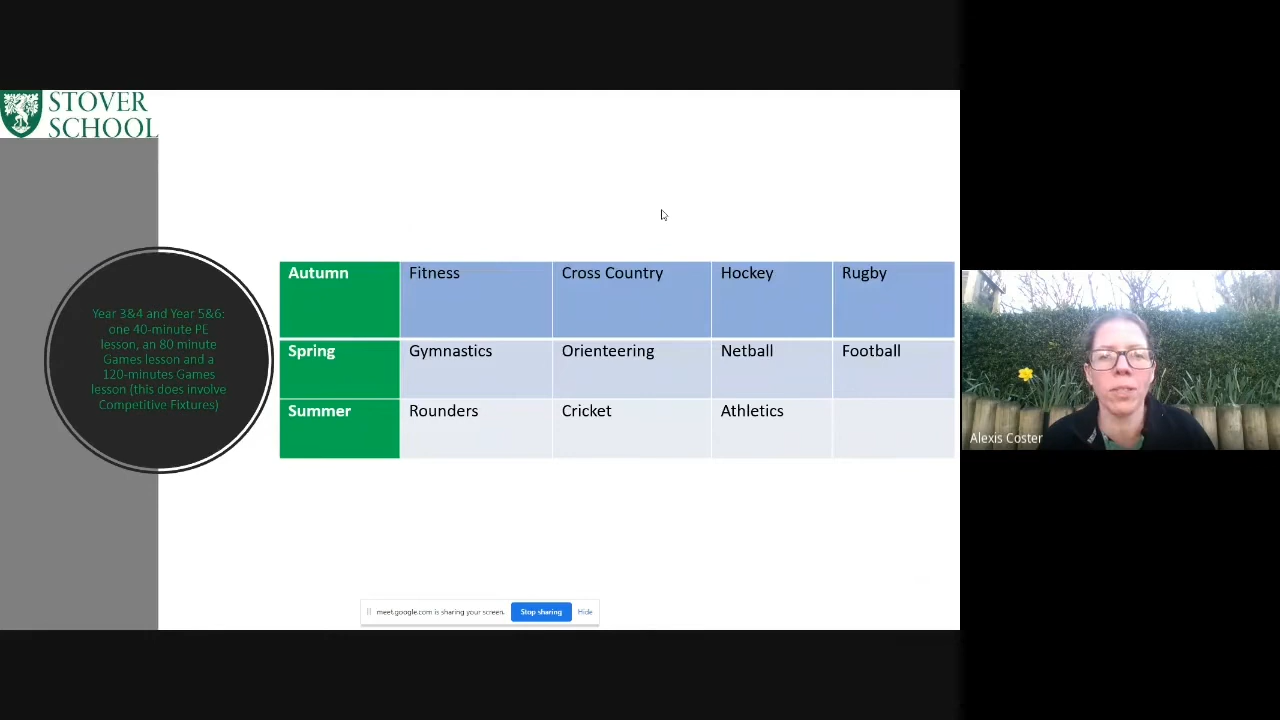 STOVER
SCHOOL
Year 3&4 and Year 5&6:
one 40-minute PE
lesson, an 80 minute
Games lesson and a
120-minutes Games
lesson (this does involve
Competitive Fixtures)
Autumn Fitness Cross Country Hockey Rugby
Spring Gymnastics Orienteering Netball Football
Summer Rounders Cricket Athletics
Alexis Coster
meet.google.com is sharing your screen. Stop sharing Hide